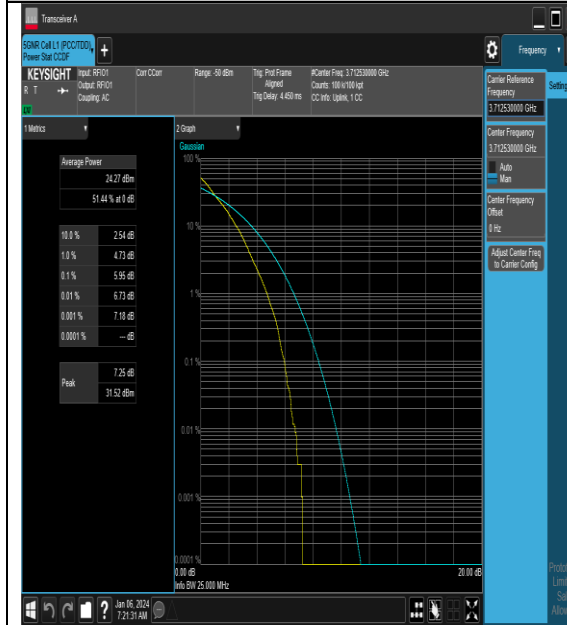 Transceiver A
5GNR Cell L1 (PCC/TDD),
Power Stat CCDF
Frequency
KEYSIGHT
R T
Input: RFIO1
Output: RFIO1
Coupling: AC
Corr CCorr
Range: -50 dBm
Trig: Prot Frame
Aligned
Trig Delay: 4.450 ms
#Center Freq: 3.712530000 GHz
Counts: 100 k/100 kpt
CC Info: Uplink, 1 CC
Carrier Reference
Frequency
3.712530000 GHz
Setting
1 Metrics
2 Graph
Center Frequency
3.712530000 GHz
Auto
Man
Center Frequency
Offset
0 Hz
Adjust Center Freq
to Carrier Config
Average Power
24.27 dBm
51.44 % at 0 dB
10.0 % 2.54 dB
1.0 % 4.73 dB
0.1 % 5.95 dB
0.01 % 6.73 dB
0.001 % 7.18 dB
0.0001 % --- dB
Peak
7.25 dB
31.52 dBm
Gaussian
100 %
10 %
1 %
0.1 %
0.01 %
0.001 %
0.0001 %
0.00 dB
20.00 dB
Info BW 25.000 MHz
Jan 06, 2024
7:21:31 AM